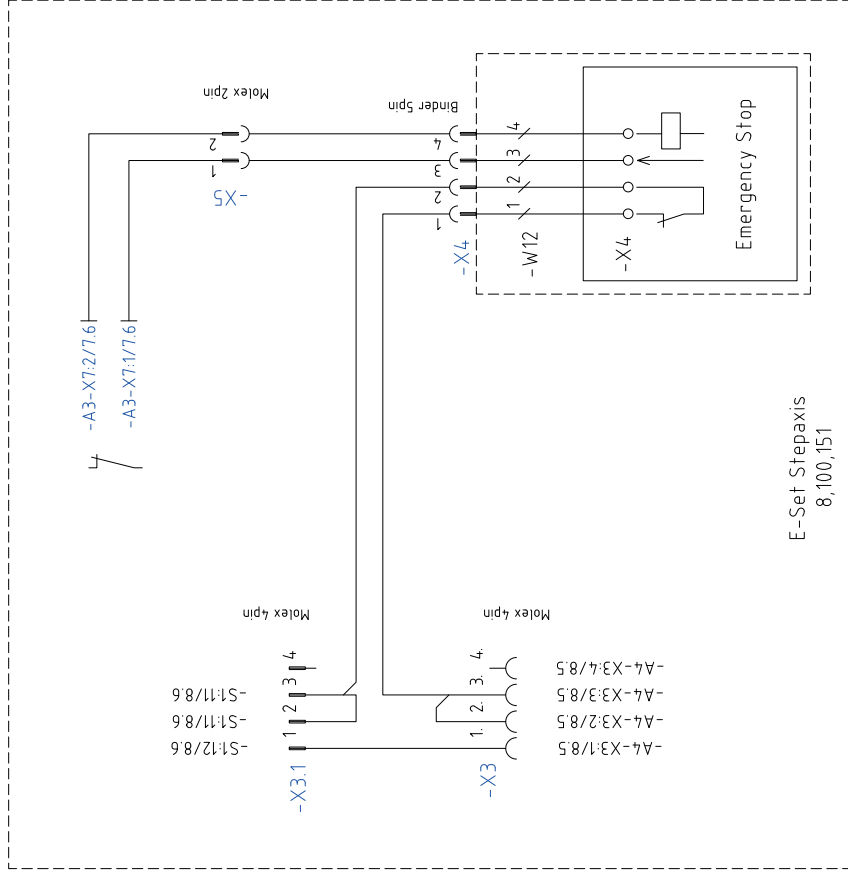 Molex 2pin
Binder 5pin
2
1
-X5
4
3
2
1
-X4
4
3
2
1
-W12
-X4
Emergency Stop
-A3-X7:2/7.6
-A3-X7:1/7.6
E-Set Stepaxis
8,100,151
Molex 4pin
Molex 4pin
4
3
2
1
-S1:11/8.6
-S1:11/8.6
-S1:12/8.6
-X3.1
4.
3.
2.
1.
-A4-X3:4/8.5
-A4-X3:3/8.5
-A4-X3:2/8.5
-A4-X3:1/8.5
-X3